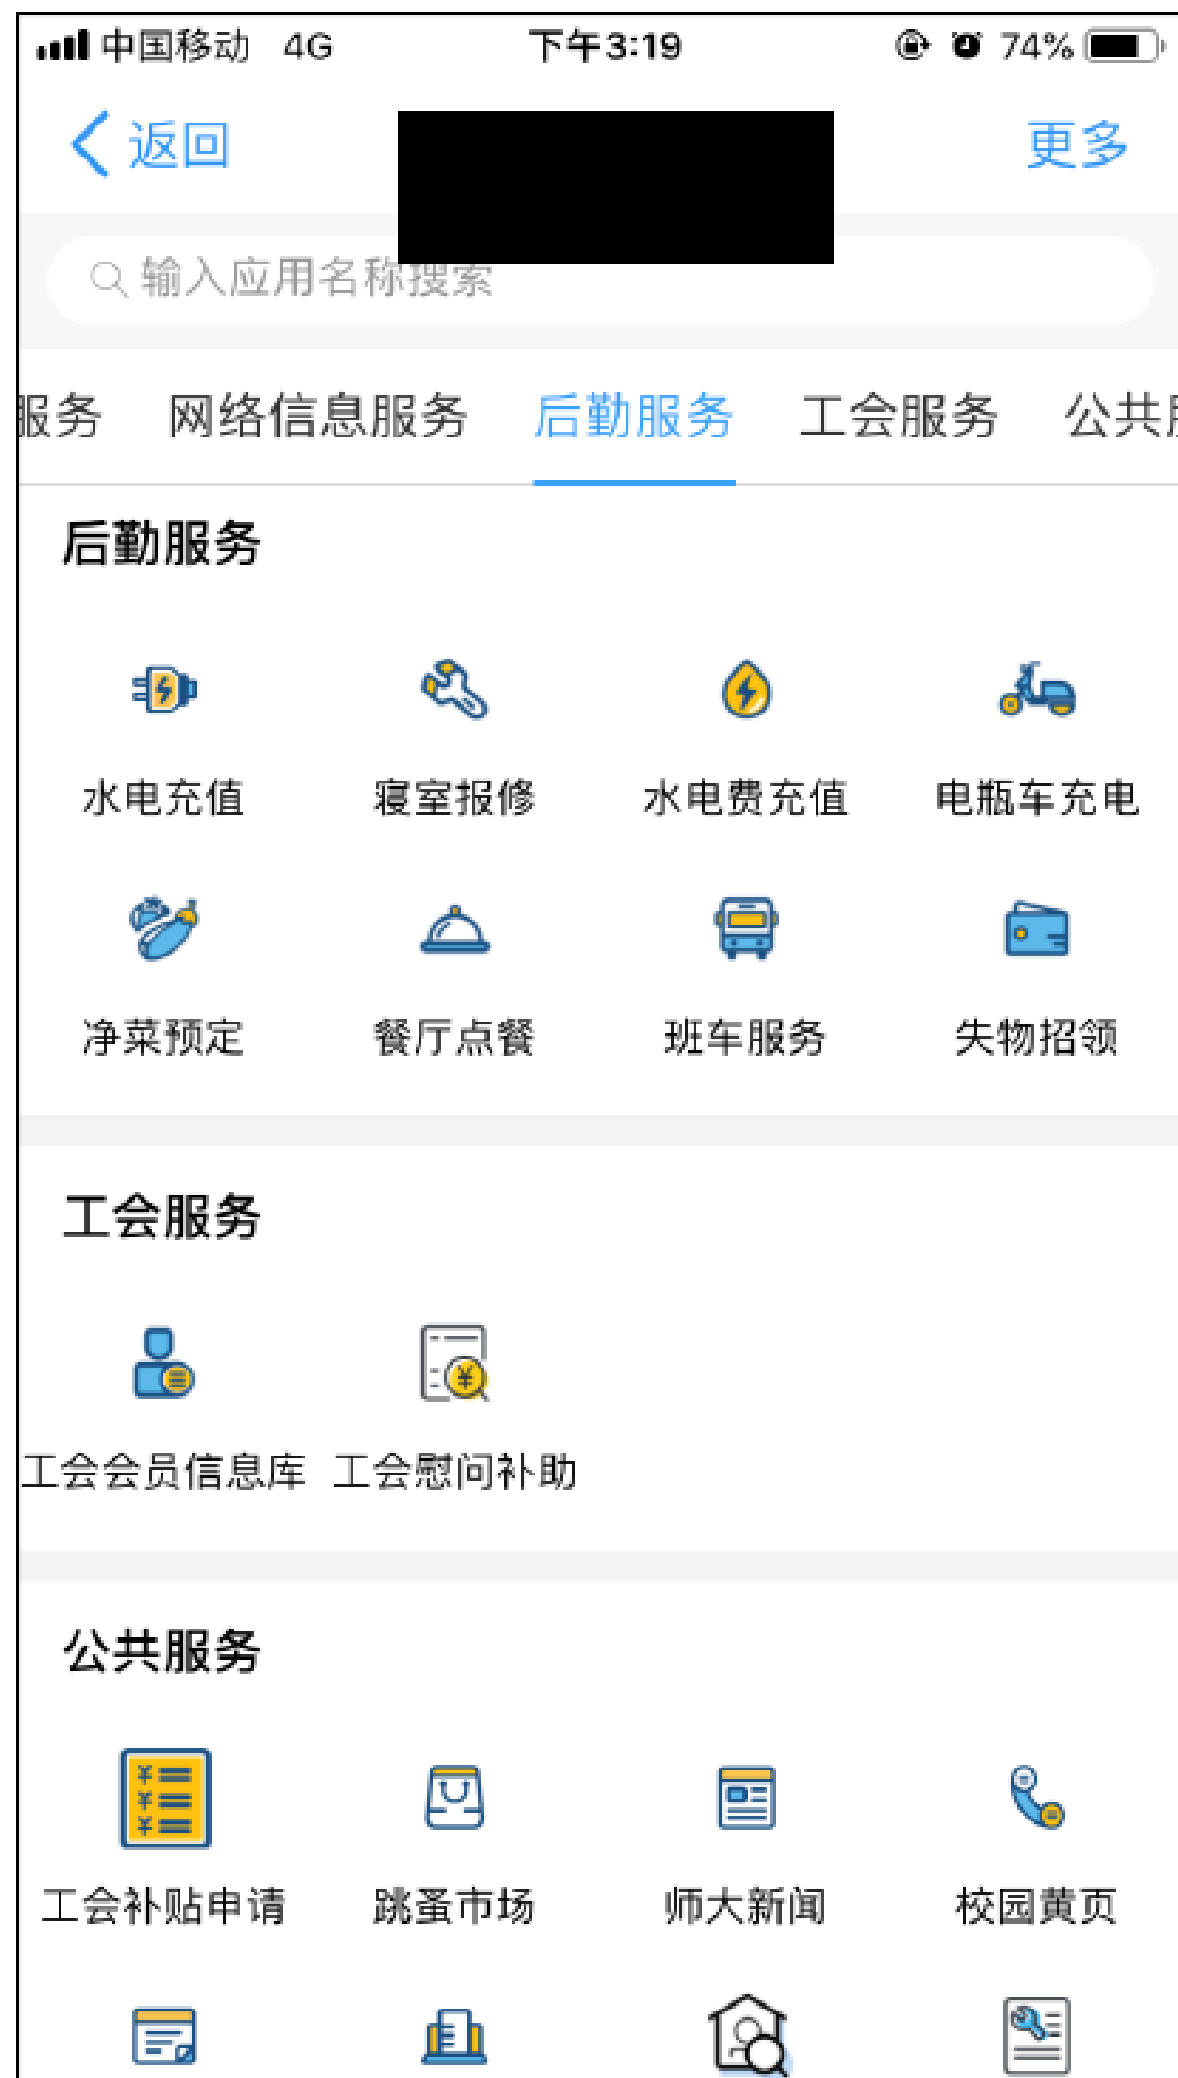 中国移动 4G 下午3:19 74%
返回 更多
输入应用名称搜索
服务 网络信息服务 后勤服务 工会服务 公共服
后勤服务
水电充值 寝室报修 水电费充值 电瓶车充电
净菜预定 餐厅点餐 班车服务 失物招领
工会服务
工会会员信息库 工会慰问补助
公共服务
工会补贴申请 跳蚤市场 师大新闻 校园黄页